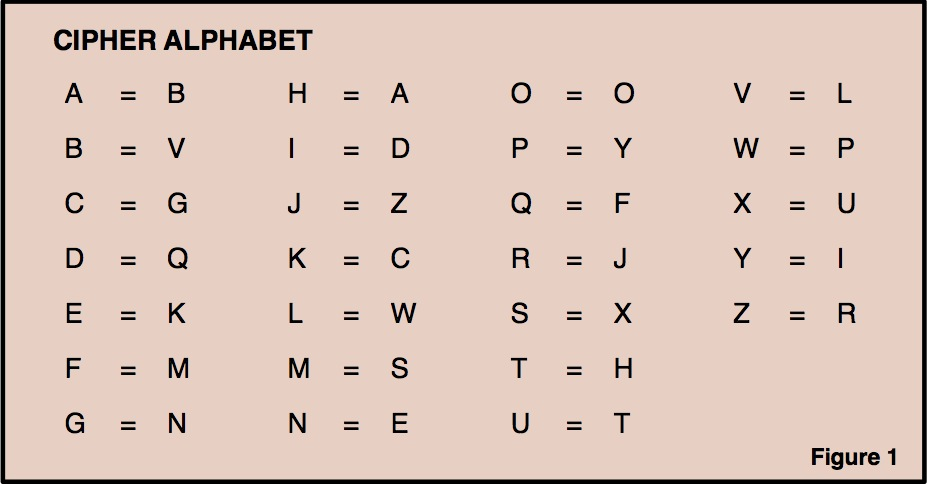 CIPHER ALPHABET
A = B H = A O = O V = L
B = V I = D P = Y W = P
C = G J = Z Q = F X = U
D = Q K = C R = J Y = I
E = K L = W S = X Z = R
F = M M = S T = H
G = N N = E U = T
Figure 1